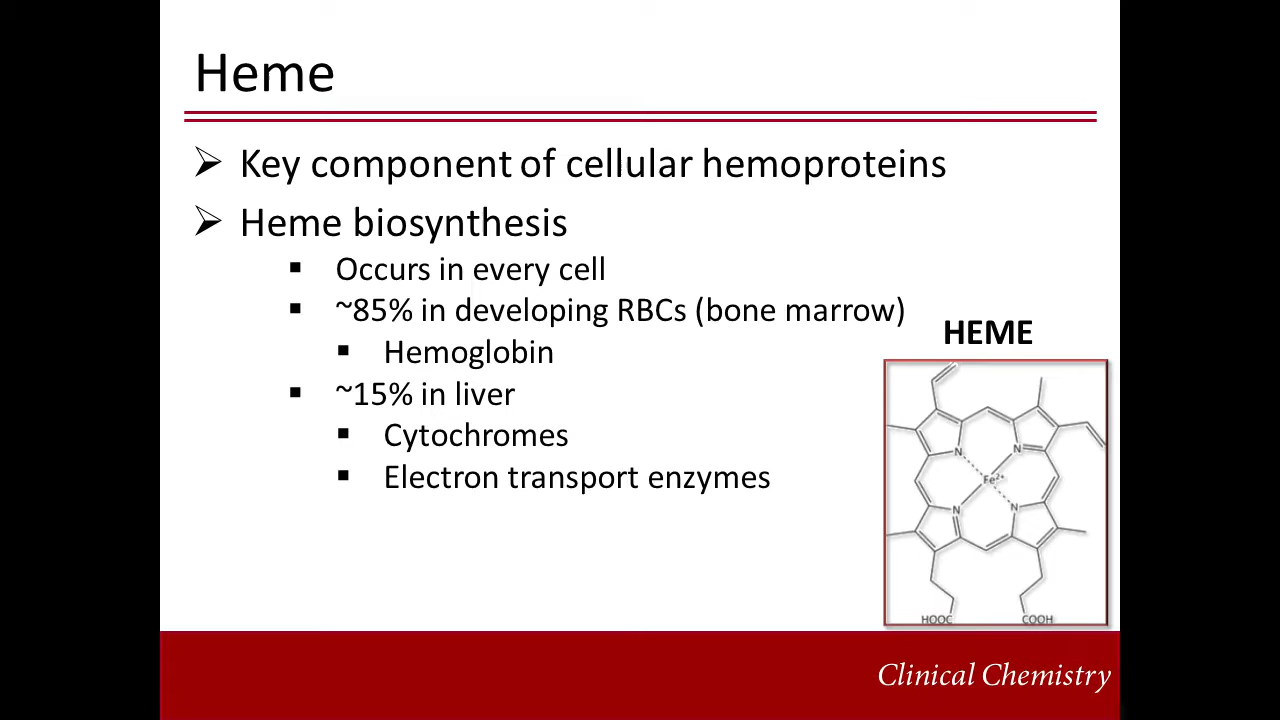 Heme
➢ Key component of cellular hemoproteins
➢ Heme biosynthesis
▪ Occurs in every cell
▪ ~85% in developing RBCs (bone marrow)
▪ Hemoglobin
▪ ~15% in liver
▪ Cytochromes
▪ Electron transport enzymes
HEME
N
N
Fe²⁺
N
N
HOOC
COOH
Clinical Chemistry